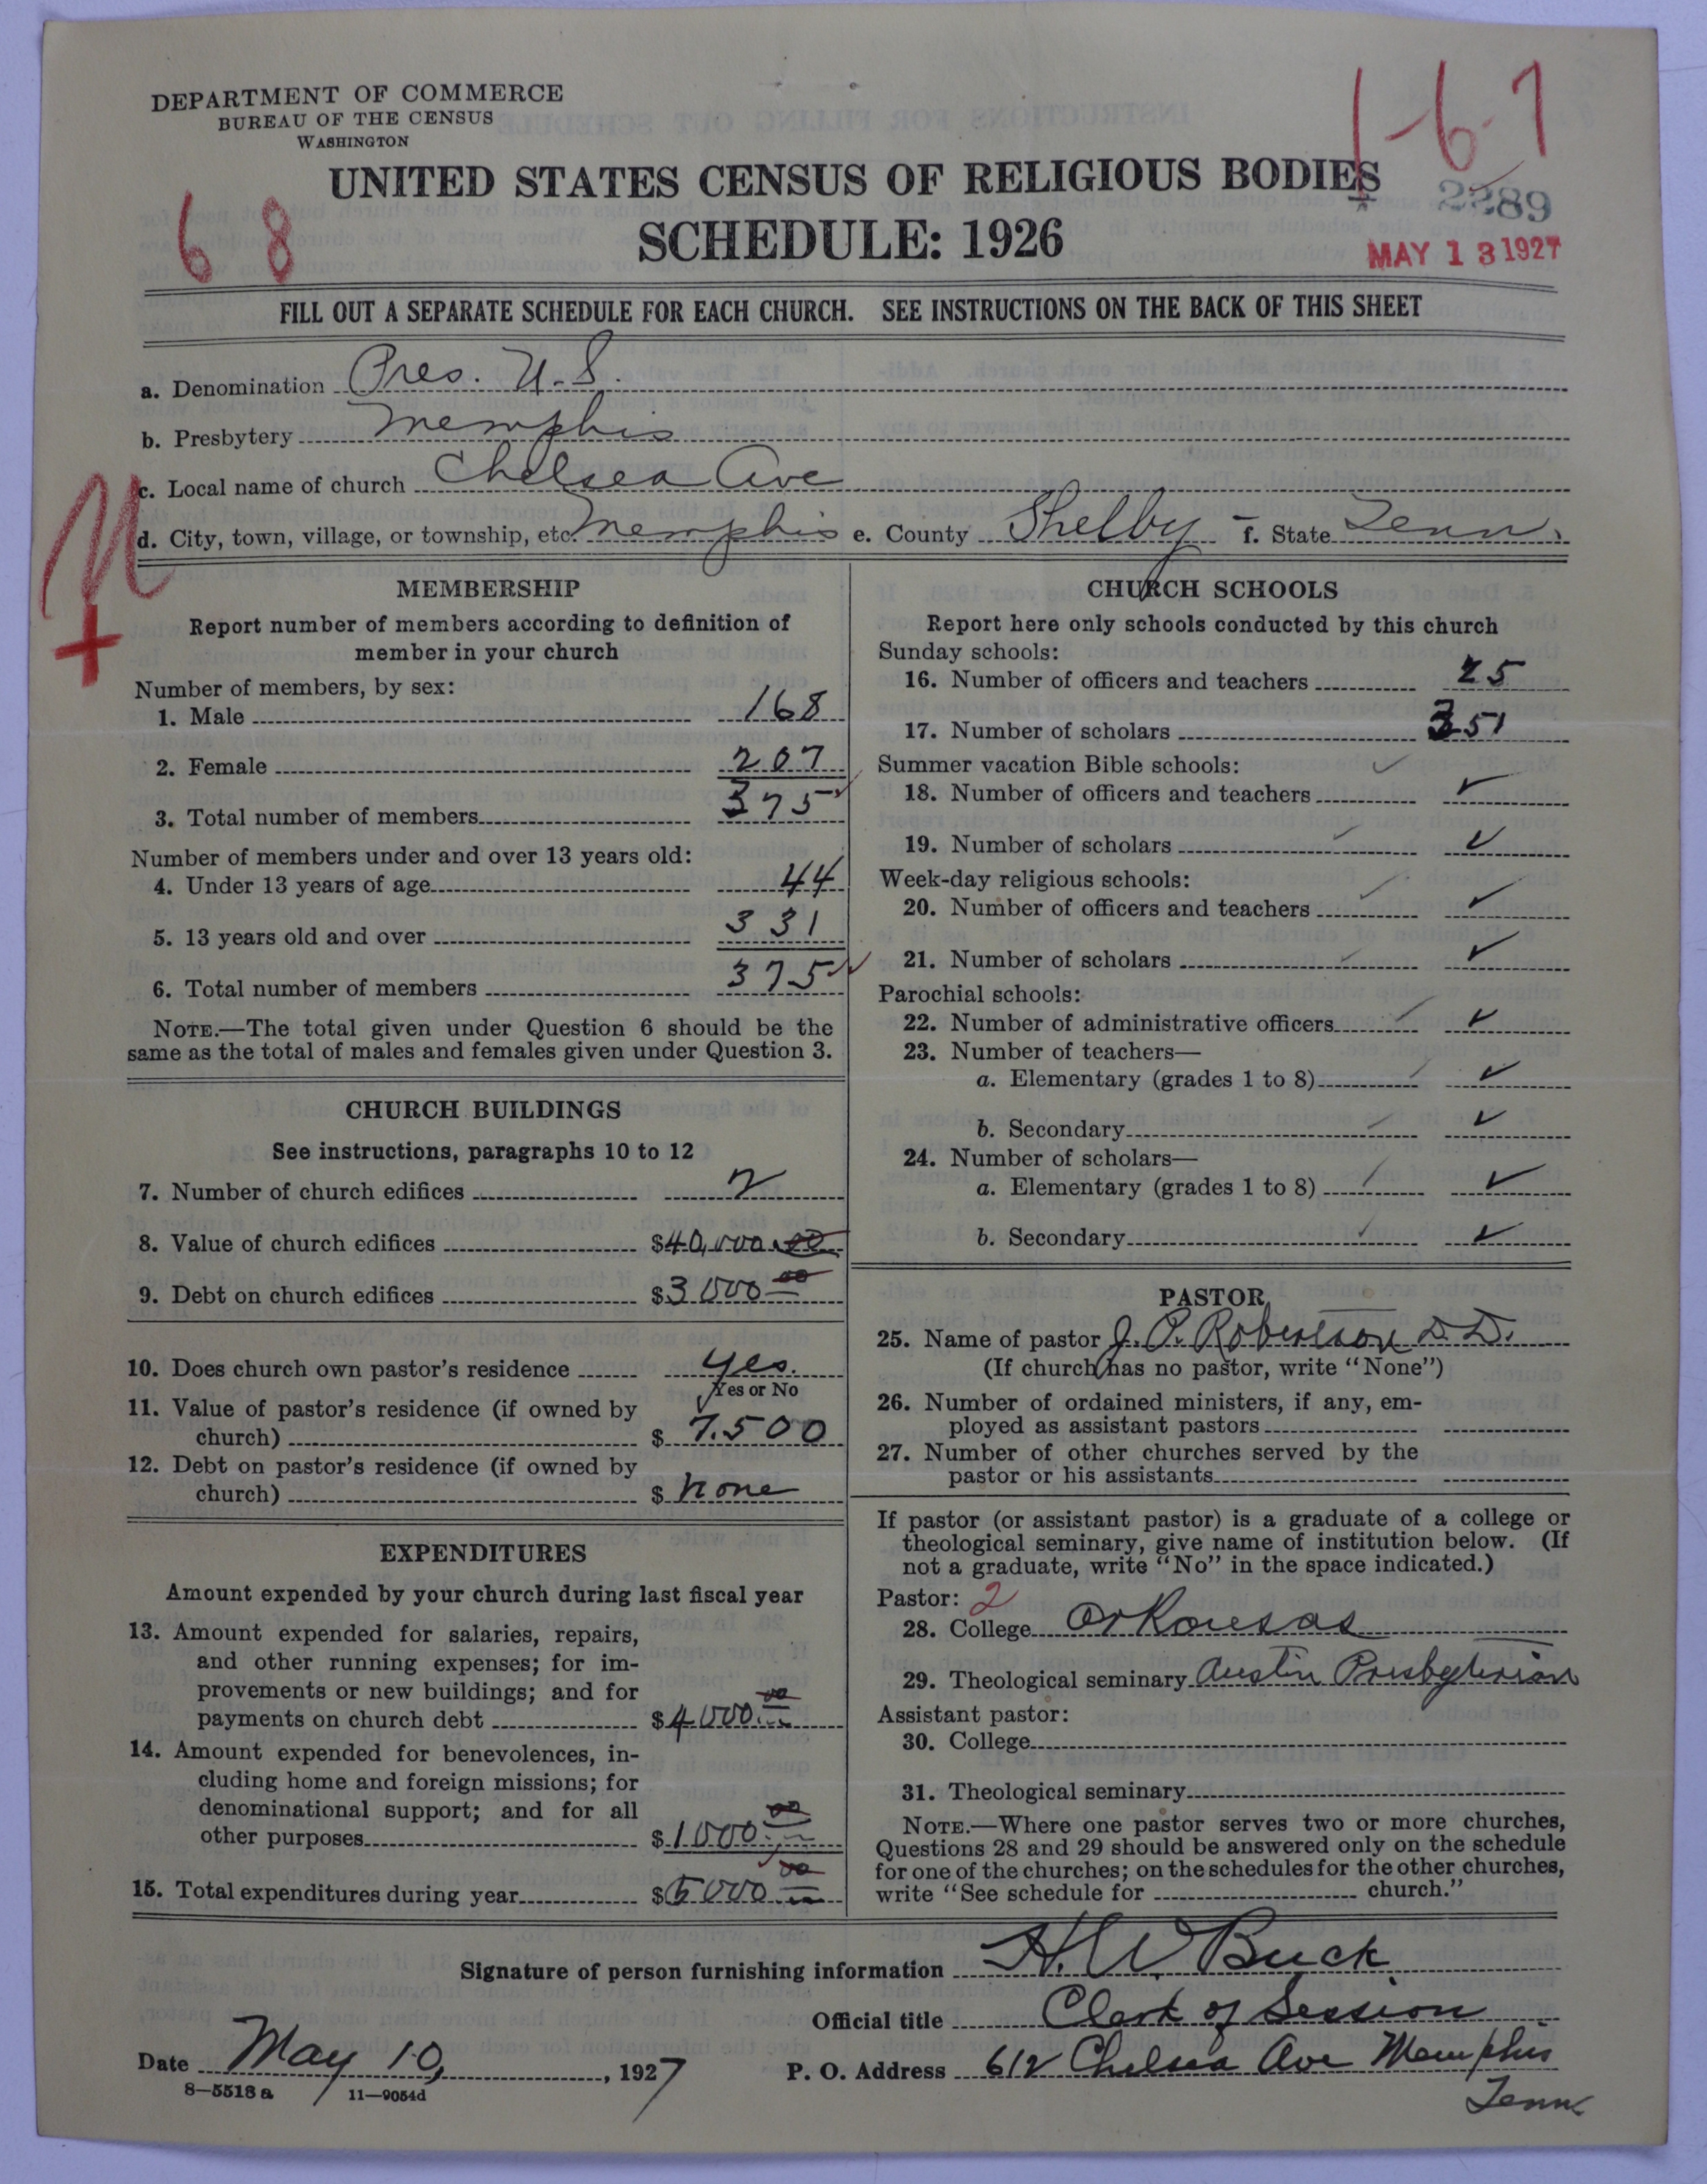 DEPARTMENT OF COMMERCE
BUREAU OF THE CENSUS
WASHINGTON
1-6-1
UNITED STATES CENSUS OF RELIGIOUS BODIES
2289
68
SCHEDULE: 1926
MAY 13 1927
FILL OUT A SEPARATE SCHEDULE FOR EACH CHURCH. SEE INSTRUCTIONS ON THE BACK OF THIS SHEET
a. Denomination Pres. U.S.
b. Presbytery Memphis
c. Local name of church Chelsea Ave
d. City, town, village, or township, etc. Memphis e. County Shelby f. State Tenn.
MEMBERSHIP
Report number of members according to definition of
member in your church
Number of members, by sex:
1. Male 168
2. Female 207
3. Total number of members 375
Number of members under and over 13 years old:
4. Under 13 years of age 44
5. 13 years old and over 331
6. Total number of members 375
NOTE.—The total given under Question 6 should be the
same as the total of males and females given under Question 3.
CHURCH BUILDINGS
See instructions, paragraphs 10 to 12
7. Number of church edifices 2
8. Value of church edifices $40,000.00
9. Debt on church edifices $3000 00
10. Does church own pastor's residence yes.
Yes or No
11. Value of pastor's residence (if owned by
church) $ 7.500
12. Debt on pastor's residence (if owned by
church) $ none
EXPENDITURES
Amount expended by your church during last fiscal year
13. Amount expended for salaries, repairs,
and other running expenses; for im-
provements or new buildings; and for
payments on church debt $4000.00
14. Amount expended for benevolences, in-
cluding home and foreign missions; for
denominational support; and for all
other purposes $1000.00
15. Total expenditures during year $5000 00
CHURCH SCHOOLS
Report here only schools conducted by this church
Sunday schools:
16. Number of officers and teachers 25
17. Number of scholars 351
Summer vacation Bible schools:
18. Number of officers and teachers ✓
19. Number of scholars ✓
Week-day religious schools:
20. Number of officers and teachers ✓
21. Number of scholars ✓
Parochial schools:
22. Number of administrative officers ✓
23. Number of teachers—
a. Elementary (grades 1 to 8) ✓
b. Secondary ✓
24. Number of scholars—
a. Elementary (grades 1 to 8) ✓
b. Secondary ✓
PASTOR
25. Name of pastor J. P. Robertson D.D.
(If church has no pastor, write "None")
26. Number of ordained ministers, if any, em-
ployed as assistant pastors
27. Number of other churches served by the
pastor or his assistants
If pastor (or assistant pastor) is a graduate of a college or
theological seminary, give name of institution below. (If
not a graduate, write "No" in the space indicated.)
Pastor: 2
28. College Arkansas
29. Theological seminary Austin Presbyterian
Assistant pastor:
30. College
31. Theological seminary
NOTE.—Where one pastor serves two or more churches,
Questions 28 and 29 should be answered only on the schedule
for one of the churches; on the schedules for the other churches,
write "See schedule for church."
Signature of person furnishing information H. W. Buck
Official title Clerk of Session
Date May 10, 1927 P. O. Address 612 Chelsea Ave Memphis
Tenn
8—5518 a 11—9054d